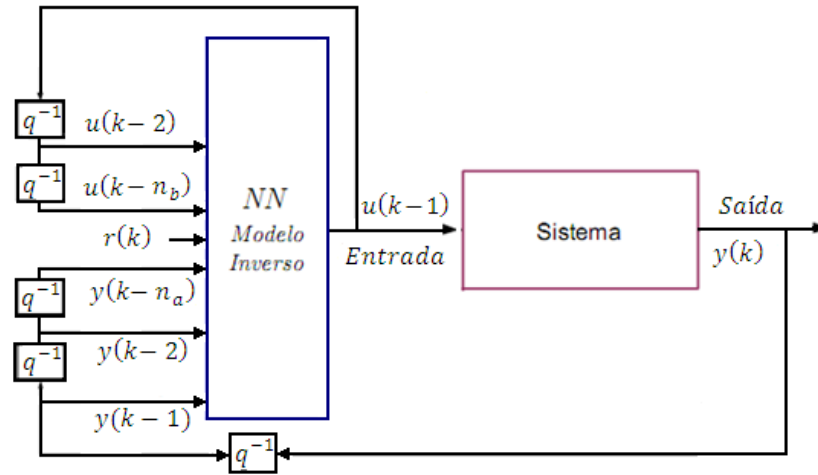 q⁻¹
u(k−2)
q⁻¹
u(k−n_b)
r(k)
q⁻¹
y(k−n_a)
y(k−2)
q⁻¹
y(k−1)
q⁻¹
NN
Modelo
Inverso
u(k−1)
Entrada
Sistema
Saída
y(k)